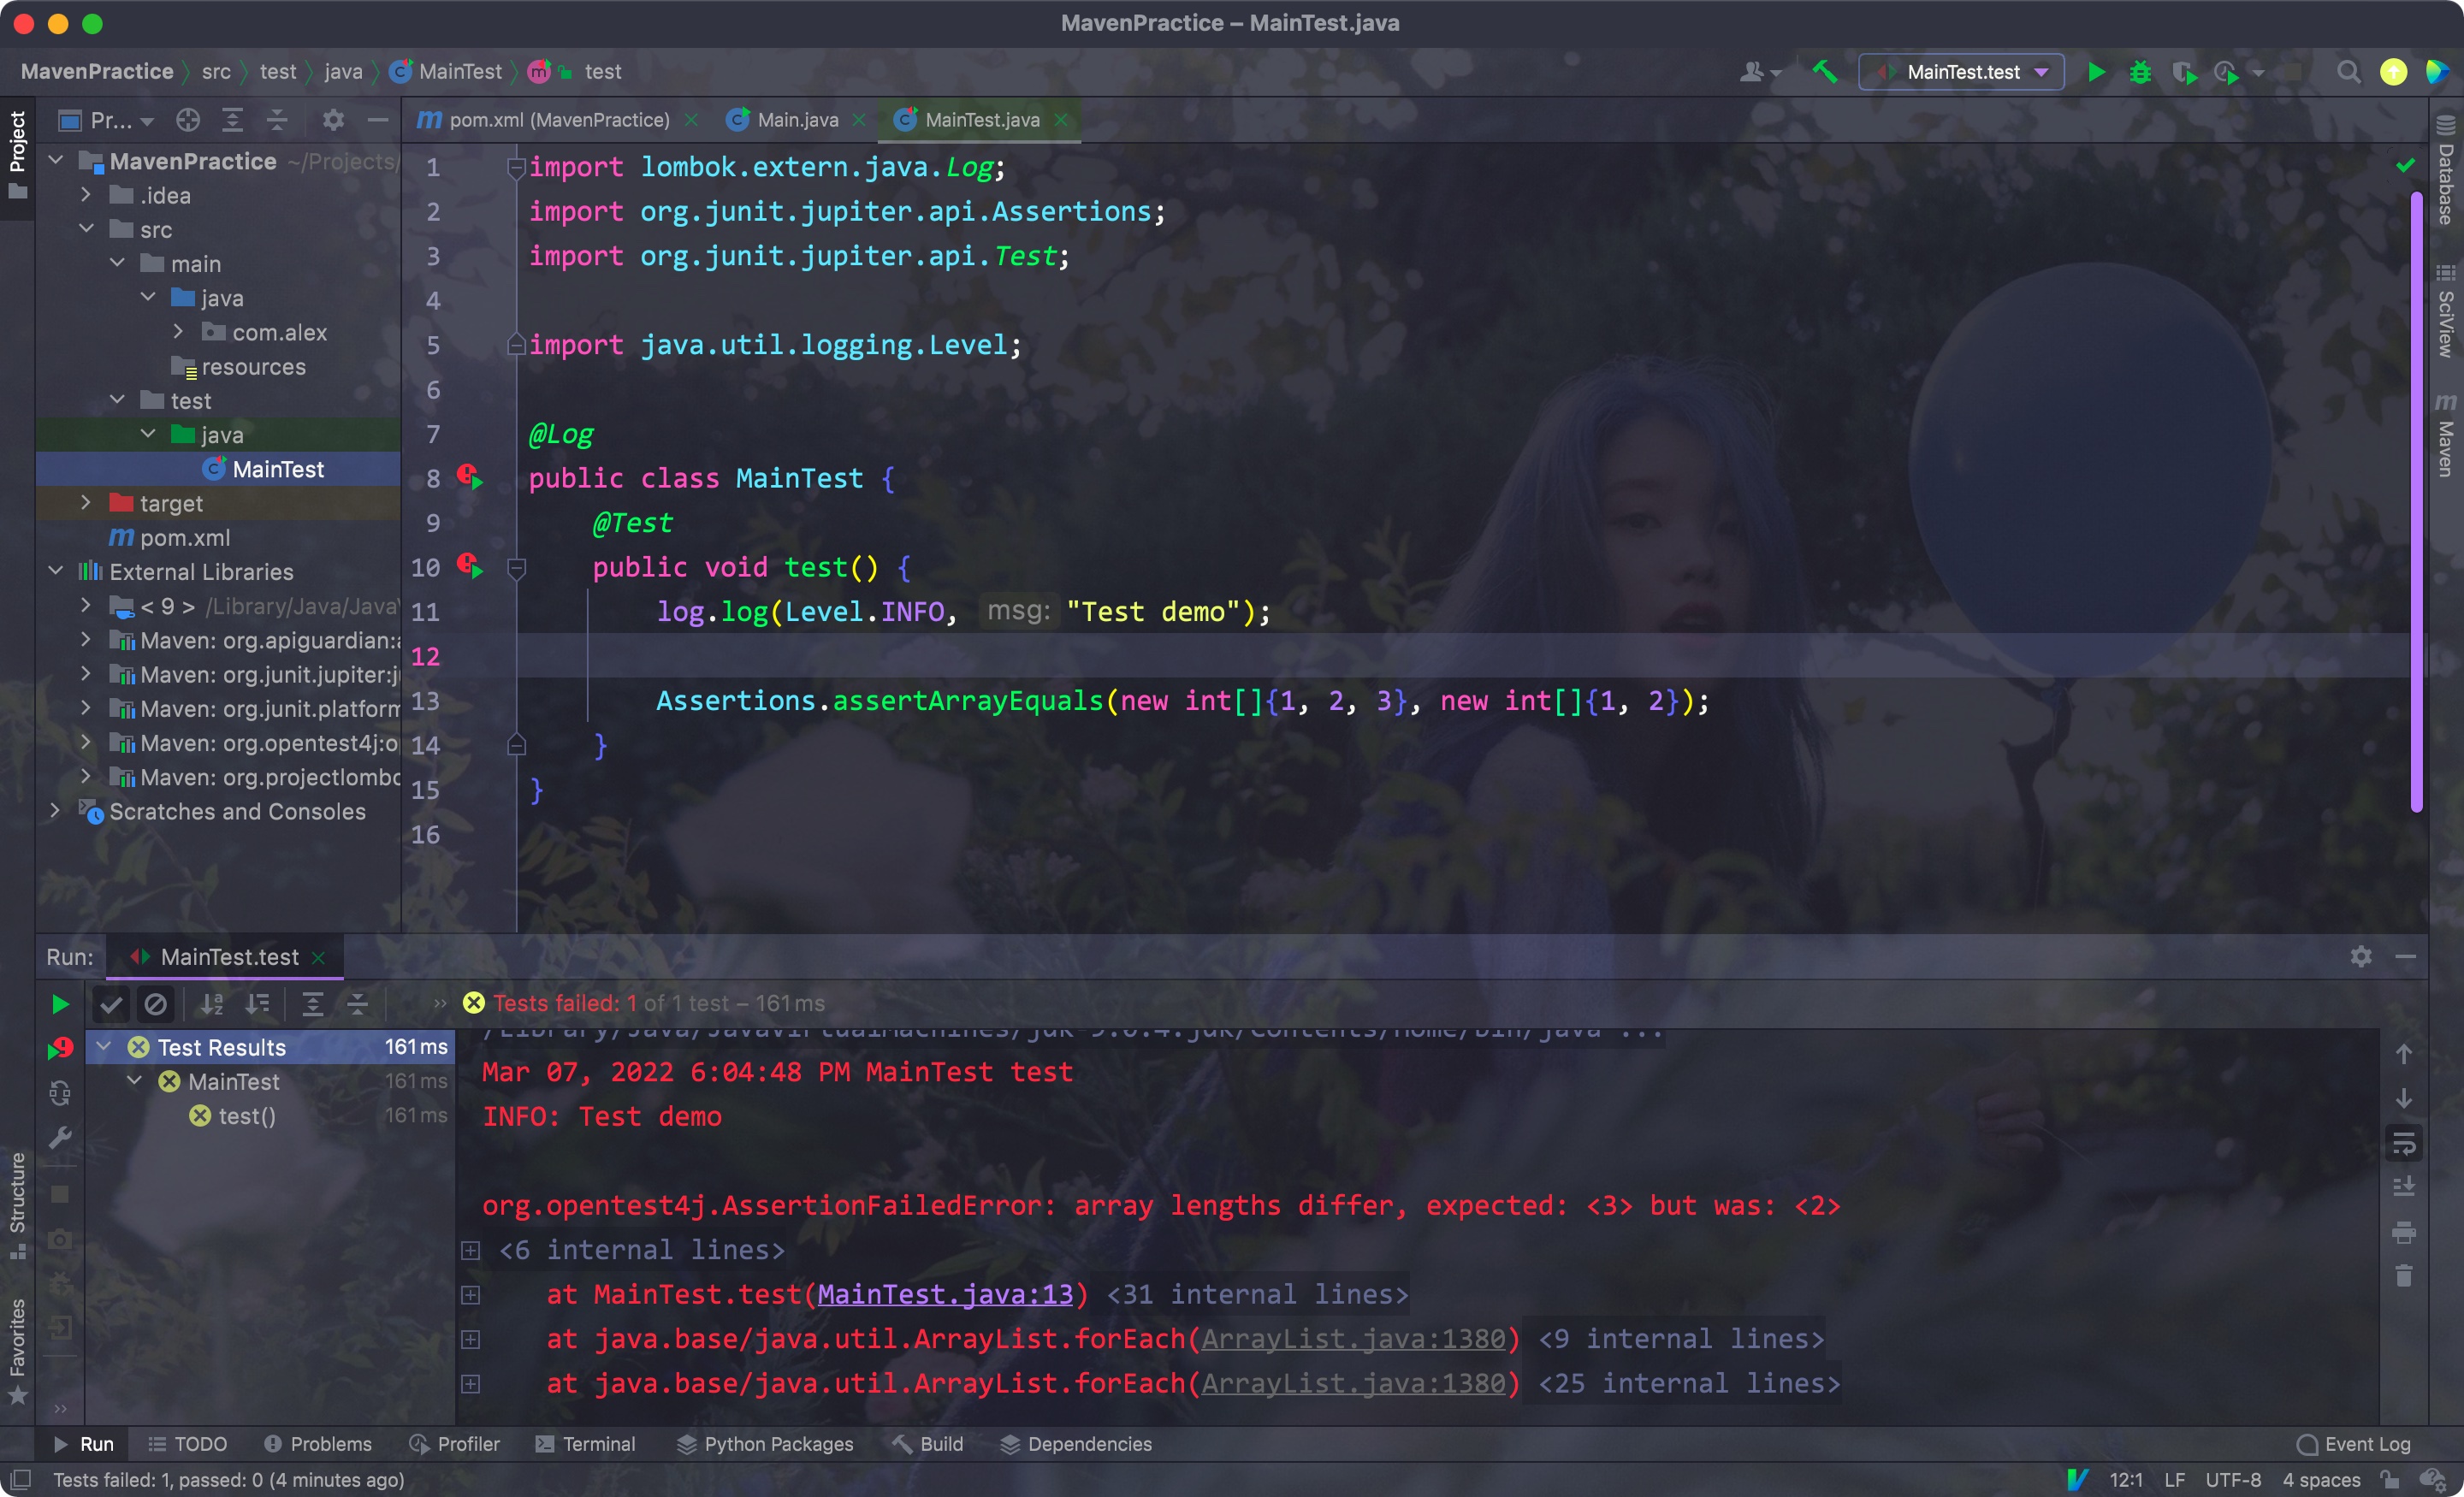 MavenPractice – MainTest.java
MavenPractice src test java MainTest test
MainTest.test
Project
Pr...
pom.xml (MavenPractice)
Main.java
MainTest.java
MavenPractice ~/Projects/
.idea
src
main
java
com.alex
resources
test
java
MainTest
target
pom.xml
External Libraries
< 9 > /Library/Java/Java
Maven: org.apiguardian:a
Maven: org.junit.jupiter:j
Maven: org.junit.platform
Maven: org.opentest4j:o
Maven: org.projectlombo
Scratches and Consoles
1 import lombok.extern.java.Log;
2 import org.junit.jupiter.api.Assertions;
3 import org.junit.jupiter.api.Test;
4
5 import java.util.logging.Level;
6
7 @Log
8 public class MainTest {
9 @Test
10 public void test() {
11 log.log(Level.INFO, msg: "Test demo");
12
13 Assertions.assertArrayEquals(new int[]{1, 2, 3}, new int[]{1, 2});
14 }
15 }
16
Database
SciView
Maven
Run: MainTest.test
Tests failed: 1 of 1 test – 161 ms
Test Results 161 ms
MainTest 161 ms
test() 161 ms
/Library/Java/JavaVirtualMachines/jdk-9.0.4.jdk/Contents/Home/bin/java ...
Mar 07, 2022 6:04:48 PM MainTest test
INFO: Test demo
org.opentest4j.AssertionFailedError: array lengths differ, expected: <3> but was: <2>
<6 internal lines>
at MainTest.test(MainTest.java:13) <31 internal lines>
at java.base/java.util.ArrayList.forEach(ArrayList.java:1380) <9 internal lines>
at java.base/java.util.ArrayList.forEach(ArrayList.java:1380) <25 internal lines>
Structure
Favorites
Run TODO Problems Profiler Terminal Python Packages Build Dependencies Event Log
Tests failed: 1, passed: 0 (4 minutes ago) 12:1 LF UTF-8 4 spaces